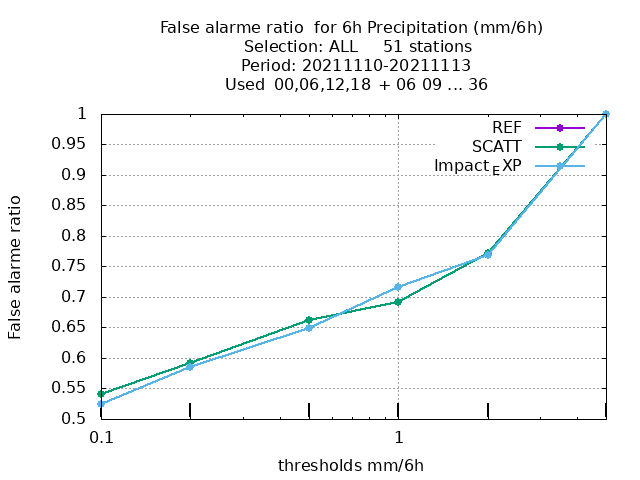 False alarme ratio  for 6h Precipitation (mm/6h)
Selection: ALL     51 stations
Period: 20211110-20211113
Used  00,06,12,18  + 06 09 ... 36
1
0.95
0.9
0.85
0.8
0.75
0.7
0.65
0.6
0.55
0.5
REF
SCATT
Impact_EXP
False alarme ratio
0.1
1
thresholds mm/6h